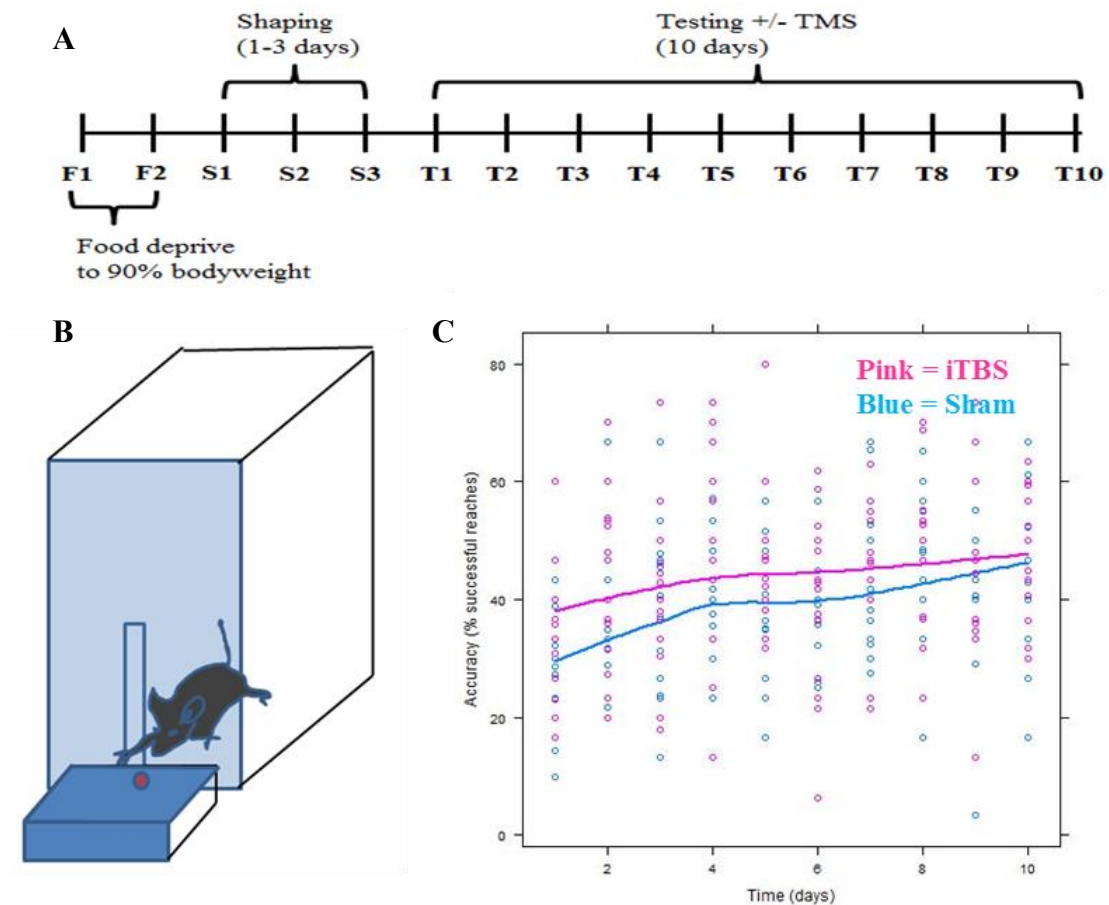 A
Shaping
(1-3 days)
Testing +/- TMS
(10 days)
F1 F2 S1 S2 S3 T1 T2 T3 T4 T5 T6 T7 T8 T9 T10
Food deprive
to 90% bodyweight
B
C
Pink = iTBS
Blue = Sham
80
60
40
20
0
Accuracy (% successful reaches)
2 4 6 8 10
Time (days)